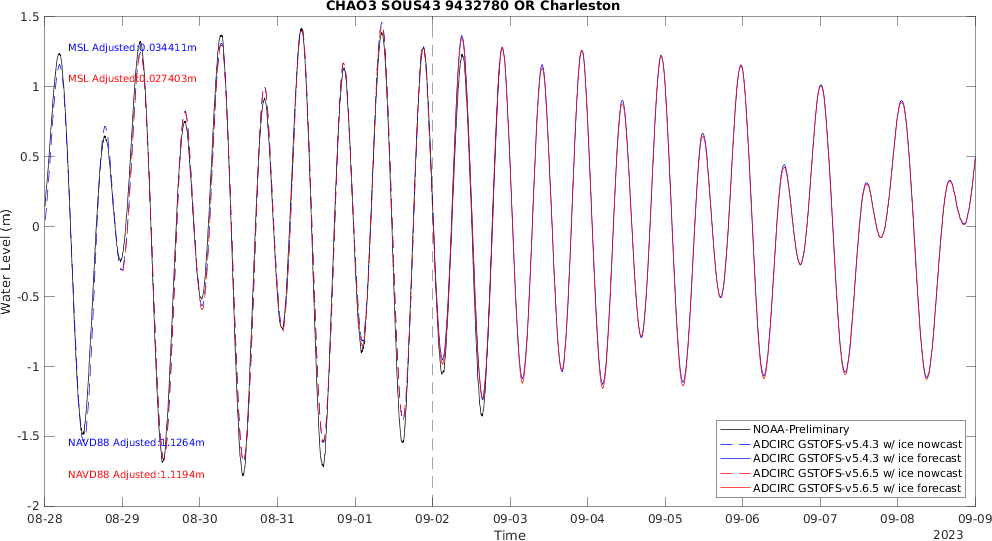 CHAO3 SOUS43 9432780 OR Charleston
1.5
1
0.5
0
-0.5
-1
-1.5
-2
Water Level (m)
MSL Adjusted:0.034411m
MSL Adjusted:0.027403m
NAVD88 Adjusted:1.1264m
NAVD88 Adjusted:1.1194m
NOAA-Preliminary
ADCIRC GSTOFS-v5.4.3 w/ ice nowcast
ADCIRC GSTOFS-v5.4.3 w/ ice forecast
ADCIRC GSTOFS-v5.6.5 w/ ice nowcast
ADCIRC GSTOFS-v5.6.5 w/ ice forecast
08-28 08-29 08-30 08-31 09-01 09-02 09-03 09-04 09-05 09-06 09-07 09-08 09-09
Time
2023